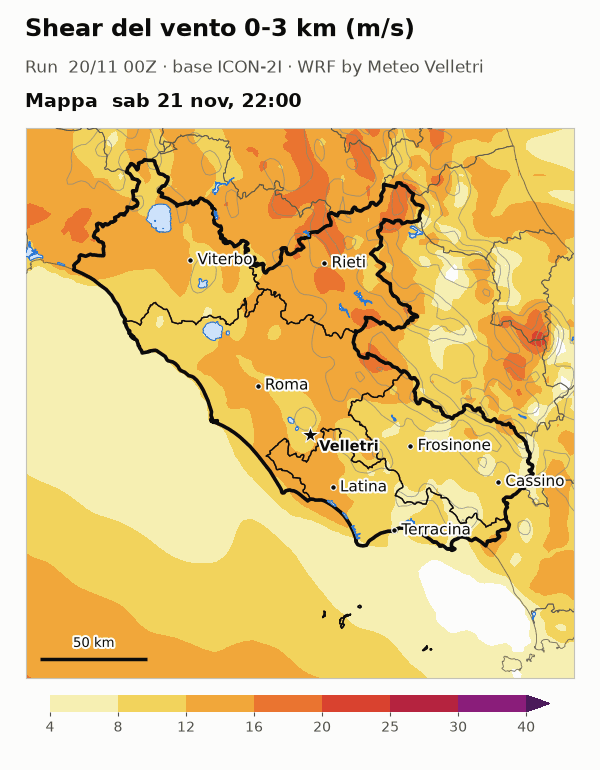 Shear del vento 0-3 km (m/s)
Run  20/11 00Z · base ICON-2I · WRF by Meteo Velletri
Mappa  sab 21 nov, 22:00
Viterbo
Rieti
Roma
Velletri
Frosinone
Cassino
Latina
Terracina
50 km
4 8 12 16 20 25 30 40